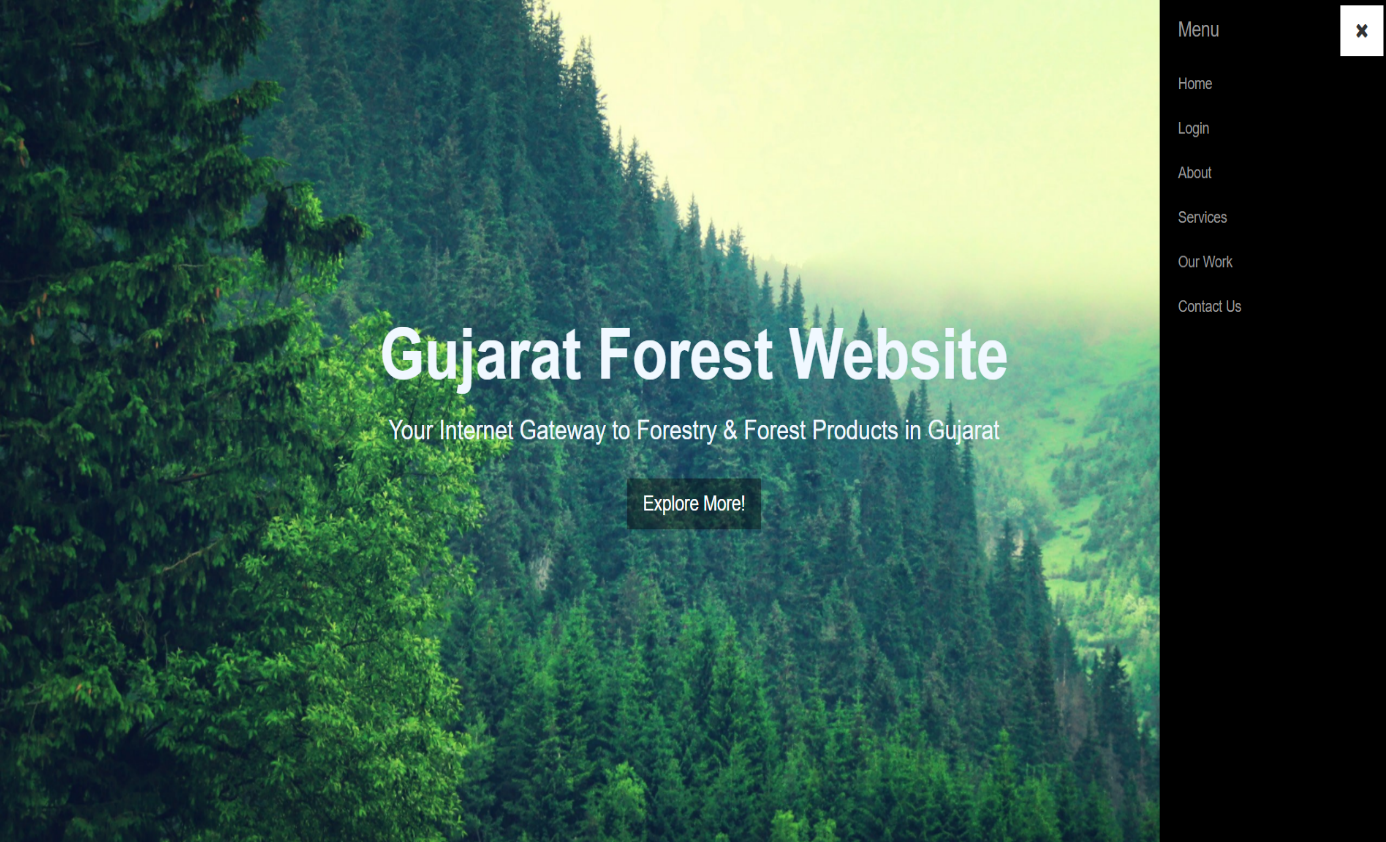 Menu
Home
Login
About
Services
Our Work
Contact Us
Gujarat Forest Website
Your Internet Gateway to Forestry & Forest Products in Gujarat
Explore More!